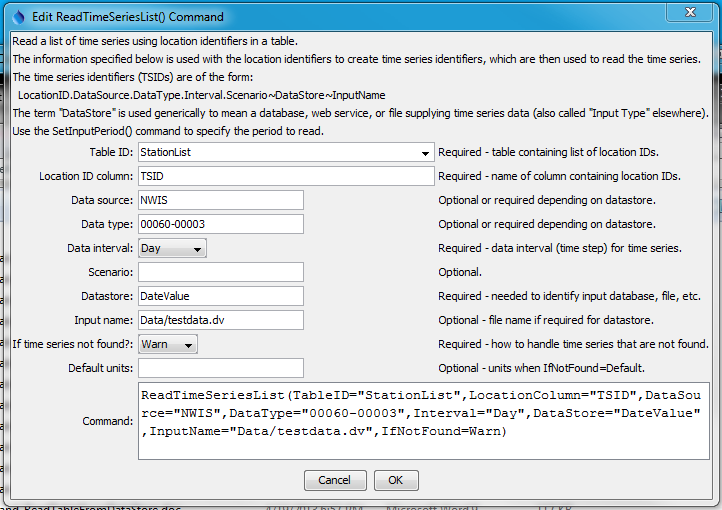 Edit ReadTimeSeriesList() Command
Read a list of time series using location identifiers in a table.
The information specified below is used with the location identifiers to create time series identifiers, which are then used to read the time series.
The time series identifiers (TSIDs) are of the form:
LocationID.DataSource.DataType.Interval.Scenario~DataStore~InputName
The term "DataStore" is used generically to mean a database, web service, or file supplying time series data (also called "Input Type" elsewhere).
Use the SetInputPeriod() command to specify the period to read.
Table ID: StationList Required - table containing list of location IDs.
Location ID column: TSID Required - name of column containing location IDs.
Data source: NWIS Optional or required depending on datastore.
Data type: 00060-00003 Optional or required depending on datastore.
Data interval: Day Required - data interval (time step) for time series.
Scenario: Optional.
Datastore: DateValue Required - needed to identify input database, file, etc.
Input name: Data/testdata.dv Optional - file name if required for datastore.
If time series not found?: Warn Required - how to handle time series that are not found.
Default units: Optional - units when IfNotFound=Default.
Command:
ReadTimeSeriesList(TableID="StationList",LocationColumn="TSID",DataSou
rce="NWIS",DataType="00060-00003",Interval="Day",DataStore="DateValue"
,InputName="Data/testdata.dv",IfNotFound=Warn)
Cancel OK